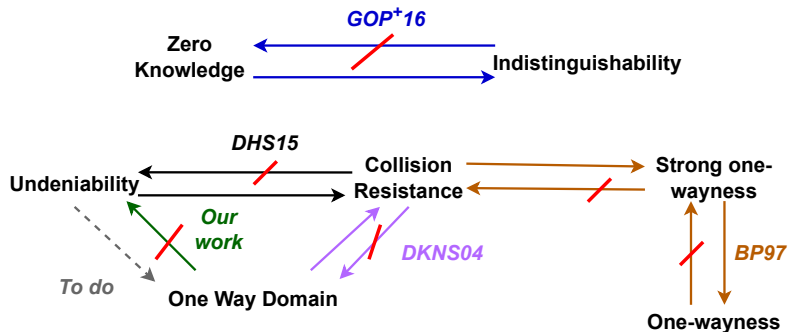 GOP+16
Zero
Knowledge
Indistinguishability
DHS15
Collision
Resistance
Strong one-
wayness
Undeniability
Our
work
DKNS04
BP97
To do
One Way Domain
One-wayness